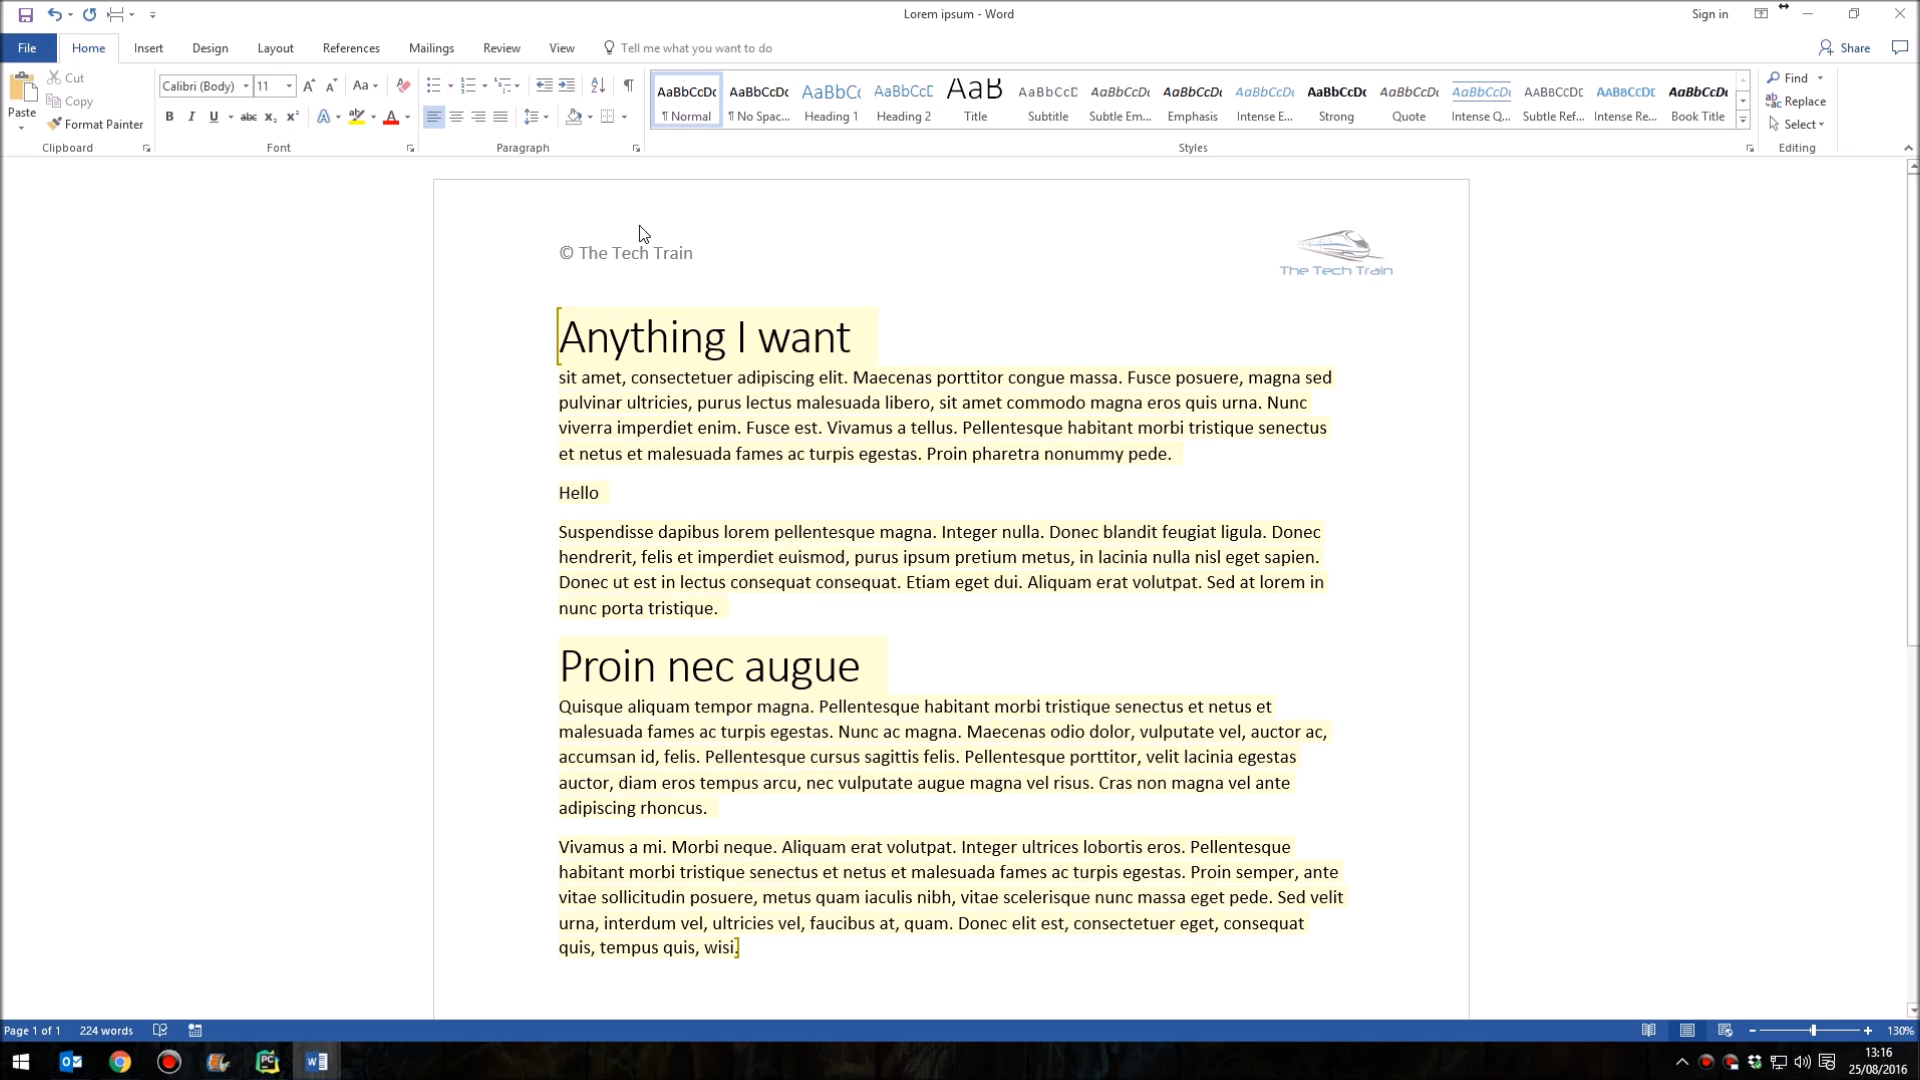 Lorem ipsum - Word
Sign in
File Home Insert Design Layout References Mailings Review View Tell me what you want to do Share
Paste
Cut
Copy
Format Painter
Clipboard
Calibri (Body) 11
Font
Paragraph
AaBbCcDc AaBbCcDc AaBbCc AaBbCcD AaB AaBbCcD AaBbCcDc AaBbCcDc AaBbCcDc AaBbCcDc AaBbCcDc AaBbCcDc AABBCCDC AABBCCDC AaBbCcDc
¶ Normal ¶ No Spac... Heading 1 Heading 2 Title Subtitle Subtle Em... Emphasis Intense E... Strong Quote Intense Q... Subtle Ref... Intense Re... Book Title
Styles
Find
Replace
Select
Editing
© The Tech Train
The Tech Train
Anything I want
sit amet, consectetuer adipiscing elit. Maecenas porttitor congue massa. Fusce posuere, magna sed
pulvinar ultricies, purus lectus malesuada libero, sit amet commodo magna eros quis urna. Nunc
viverra imperdiet enim. Fusce est. Vivamus a tellus. Pellentesque habitant morbi tristique senectus
et netus et malesuada fames ac turpis egestas. Proin pharetra nonummy pede.
Hello
Suspendisse dapibus lorem pellentesque magna. Integer nulla. Donec blandit feugiat ligula. Donec
hendrerit, felis et imperdiet euismod, purus ipsum pretium metus, in lacinia nulla nisl eget sapien.
Donec ut est in lectus consequat consequat. Etiam eget dui. Aliquam erat volutpat. Sed at lorem in
nunc porta tristique.
Proin nec augue
Quisque aliquam tempor magna. Pellentesque habitant morbi tristique senectus et netus et
malesuada fames ac turpis egestas. Nunc ac magna. Maecenas odio dolor, vulputate vel, auctor ac,
accumsan id, felis. Pellentesque cursus sagittis felis. Pellentesque porttitor, velit lacinia egestas
auctor, diam eros tempus arcu, nec vulputate augue magna vel risus. Cras non magna vel ante
adipiscing rhoncus.
Vivamus a mi. Morbi neque. Aliquam erat volutpat. Integer ultrices lobortis eros. Pellentesque
habitant morbi tristique senectus et netus et malesuada fames ac turpis egestas. Proin semper, ante
vitae sollicitudin posuere, metus quam iaculis nibh, vitae scelerisque nunc massa eget pede. Sed velit
urna, interdum vel, ultricies vel, faucibus at, quam. Donec elit est, consectetuer eget, consequat
quis, tempus quis, wisi.
Page 1 of 1 224 words 130%
13:16
25/08/2016